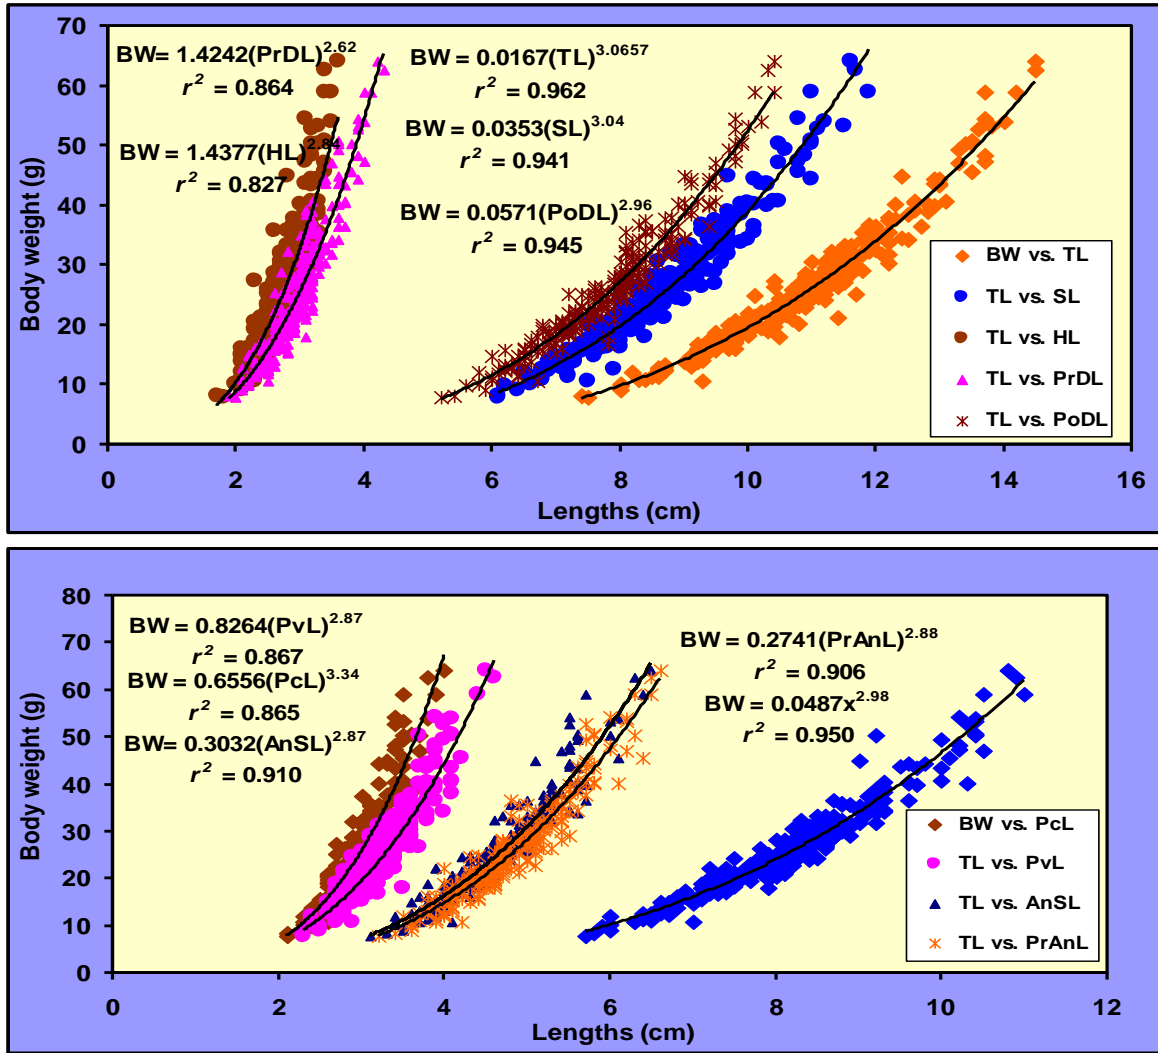 70
60
50
40
30
20
10
0
Body weight (g)
BW= 1.4242(PrDL)^2.62
r² = 0.864
BW = 1.4377(HL)^2.84
r² = 0.827
BW = 0.0167(TL)^3.0657
r² = 0.962
BW = 0.0353(SL)^3.04
r² = 0.941
BW = 0.0571(PoDL)^2.96
r² = 0.945
BW vs. TL
TL vs. SL
TL vs. HL
TL vs. PrDL
TL vs. PoDL
0 2 4 6 8 10 12 14 16
Lengths (cm)
80
70
60
50
40
30
20
10
0
Body weight (g)
BW = 0.8264(PvL)^2.87
r² = 0.867
BW = 0.6556(PcL)^3.34
r² = 0.865
BW= 0.3032(AnSL)^2.87
r² = 0.910
BW = 0.2741(PrAnL)^2.88
r² = 0.906
BW = 0.0487x^2.98
r² = 0.950
BW vs. PcL
TL vs. PvL
TL vs. AnSL
TL vs. PrAnL
0 2 4 6 8 10 12
Lengths (cm)